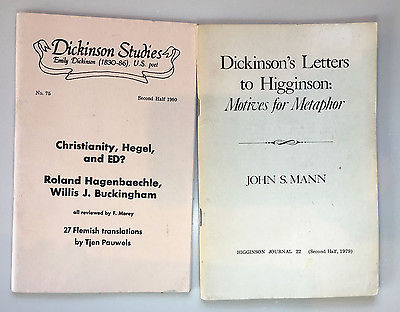 Dickinson Studies
Emily Dickinson (1830-86), U.S. poet
No. 75
Second Half 1990
Christianity, Hegel,
and ED?
Roland Hagenbaechle,
Willis J. Buckingham
all reviewed by F. Morey
27 Flemish translations
by Tjen Pauwels
Dickinson's Letters
to Higginson:
Motives for Metaphor
JOHN S. MANN
HIGGINSON JOURNAL 22 (Second Half, 1979)